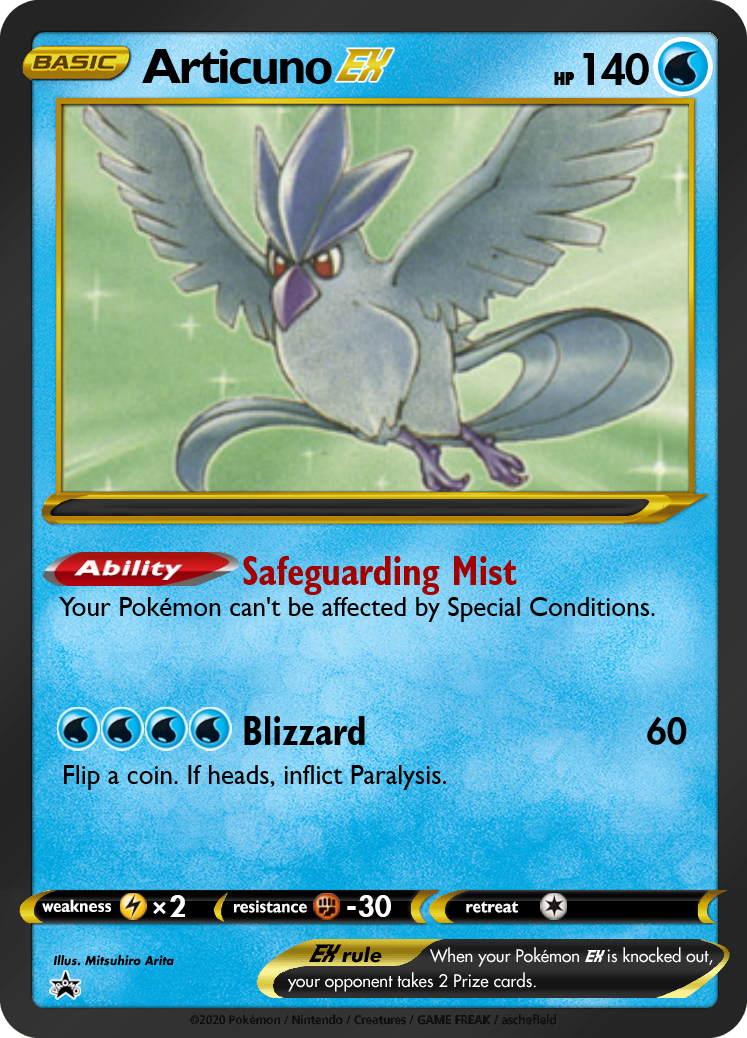 BASIC Articuno EX HP 140
Ability Safeguarding Mist
Your Pokémon can't be affected by Special Conditions.
Blizzard 60
Flip a coin. If heads, inflict Paralysis.
weakness ×2 resistance -30 retreat
Illus. Mitsuhiro Arita
EX rule When your Pokémon EX is knocked out,
your opponent takes 2 Prize cards.
PROMO
©2020 Pokémon / Nintendo / Creatures / GAME FREAK / aschefield